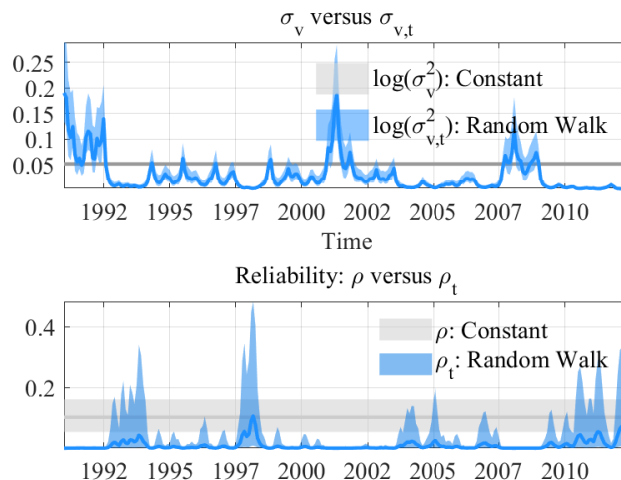 σ_v versus σ_v,t
0.25
0.2
0.15
0.1
0.05
log(σ_v^2): Constant
log(σ_v,t^2): Random Walk
1992 1995 1997 2000 2002 2005 2007 2010
Time
Reliability: ρ versus ρ_t
0.4
0.2
ρ: Constant
ρ_t: Random Walk
1992 1995 1997 2000 2002 2005 2007 2010